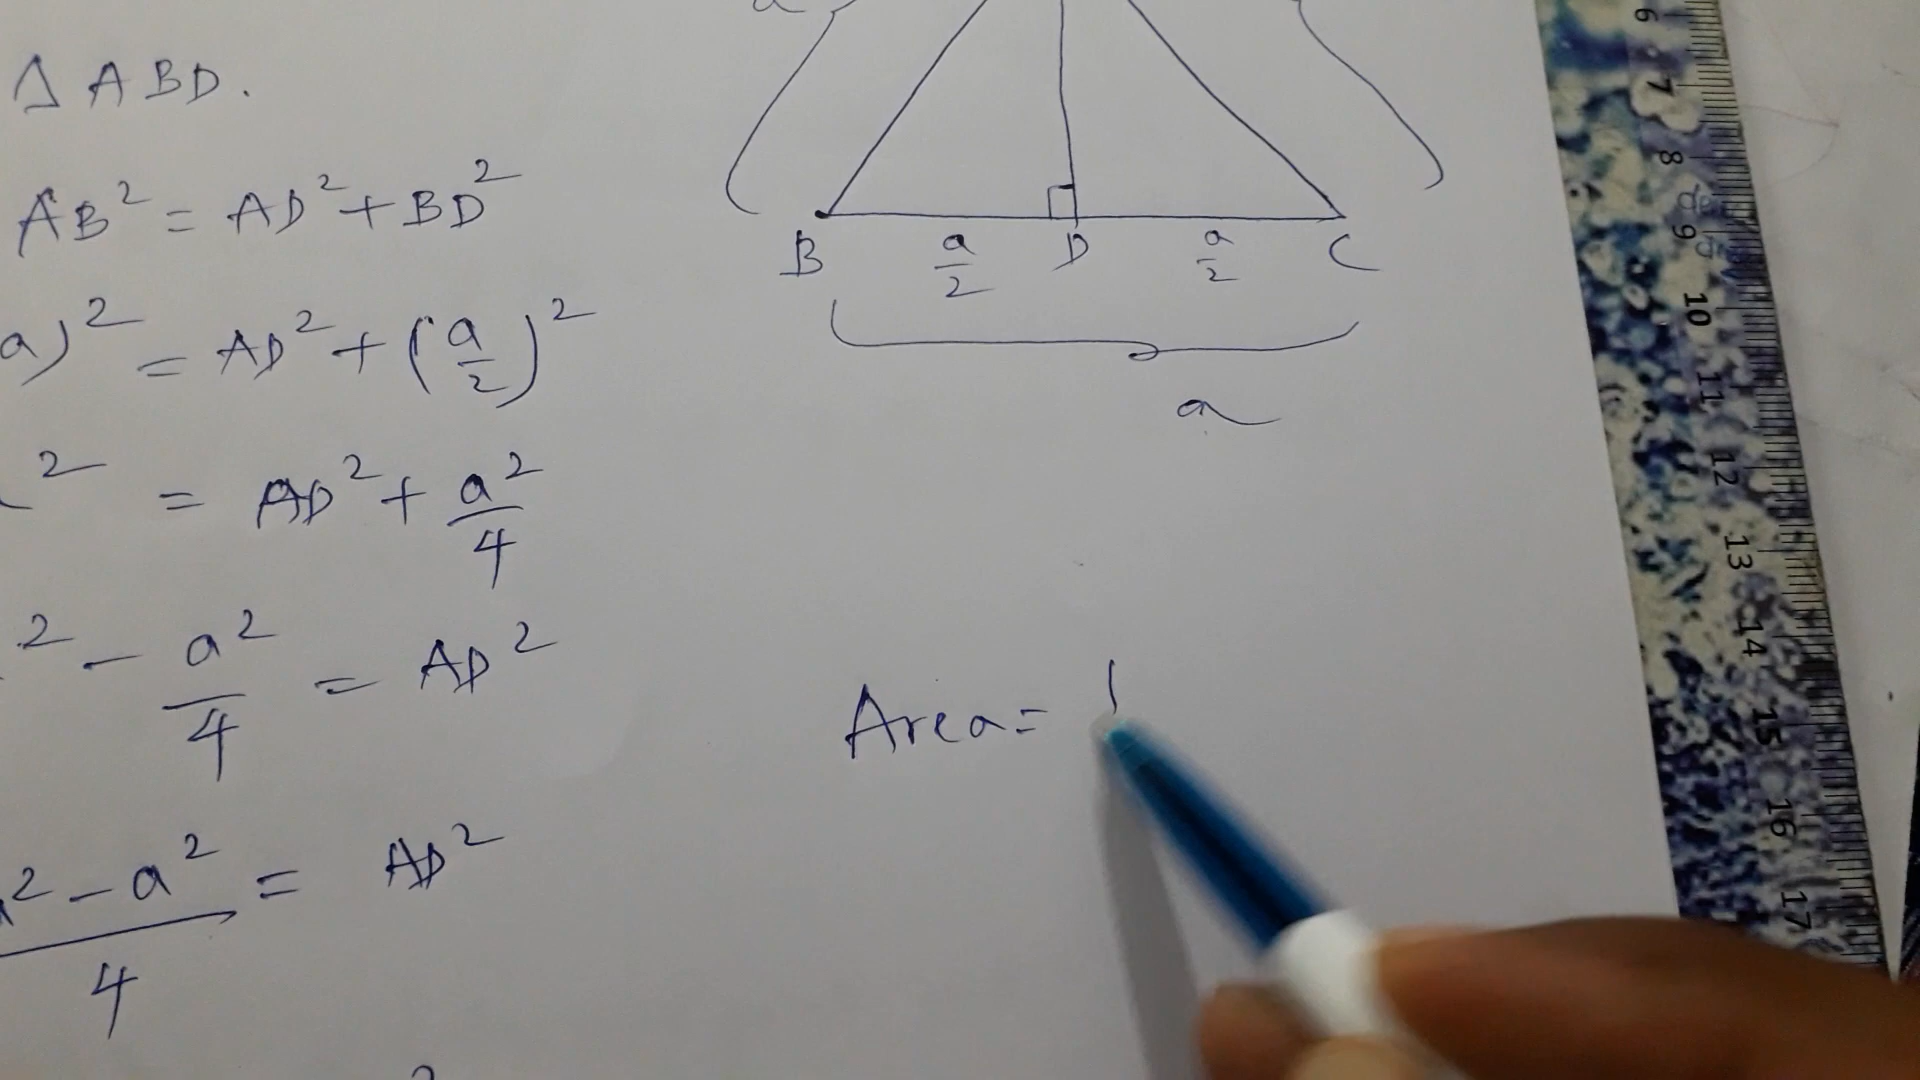 Δ ABD.
AB² = AD² + BD²
a)² = AD² + (a/2)²
² = AD² + a²/4
² - a²/4 = AD²
² - a²/4 = AD²
B a/2 D a/2 C
a
Area = 1
6 7 8 9 10 11 12 13 14 15 16 17